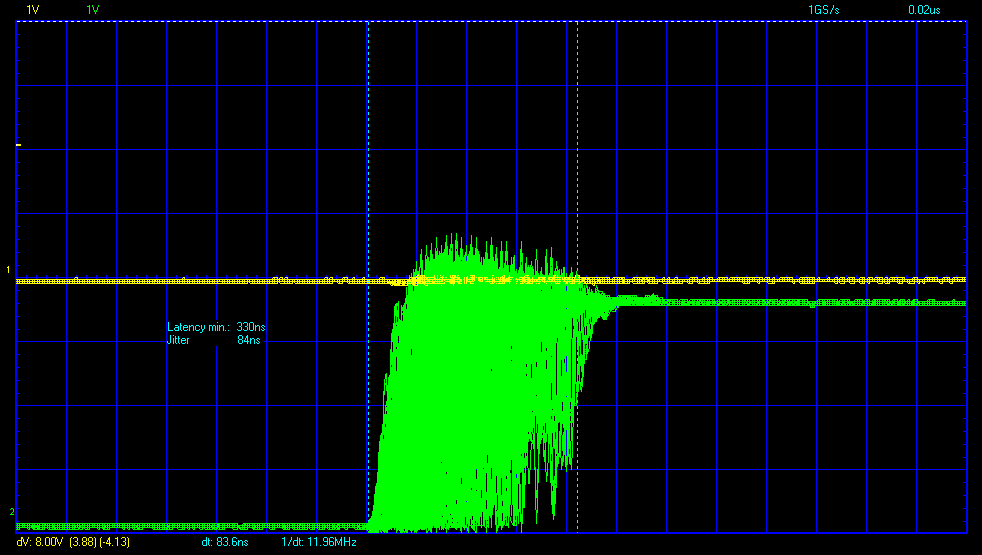 1V 1V 1GS/s 0.02us
1
Latency min.: 330ns
Jitter 84ns
2
dV: 8.00V (3.88) (-4.13) dt: 83.6ns 1/dt: 11.96MHz